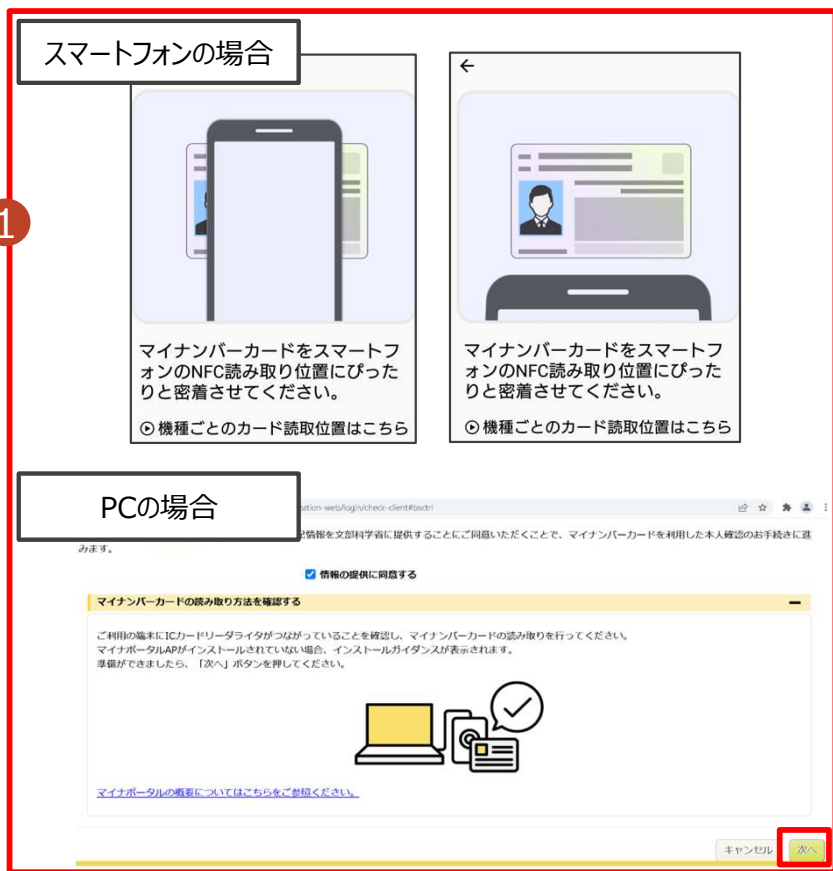 スマートフォンの場合
←
1
マイナンバーカードをスマートフ
ォンのNFC読み取り位置にぴった
りと密着させてください。
機種ごとのカード読取位置はこちら
マイナンバーカードをスマートフ
ォンのNFC読み取り位置にぴった
りと密着させてください。
機種ごとのカード読取位置はこちら
PCの場合
ation-web/login/check-client#bsctrl
情報を文部科学省に提供することにご同意いただくことで、マイナンバーカードを利用した本人確認のお手続きに進
みます。
情報の提供に同意する
マイナンバーカードの読み取り方法を確認する
ご利用の端末にICカードリーダライタがつながっていることを確認し、マイナンバーカードの読み取りを行ってください。
マイナポータルAPがインストールされていない場合、インストールガイダンスが表示されます。
準備ができましたら、「次へ」ボタンを押してください。
マイナポータルの概要についてはこちらをご参照ください。
キャンセル
次へ